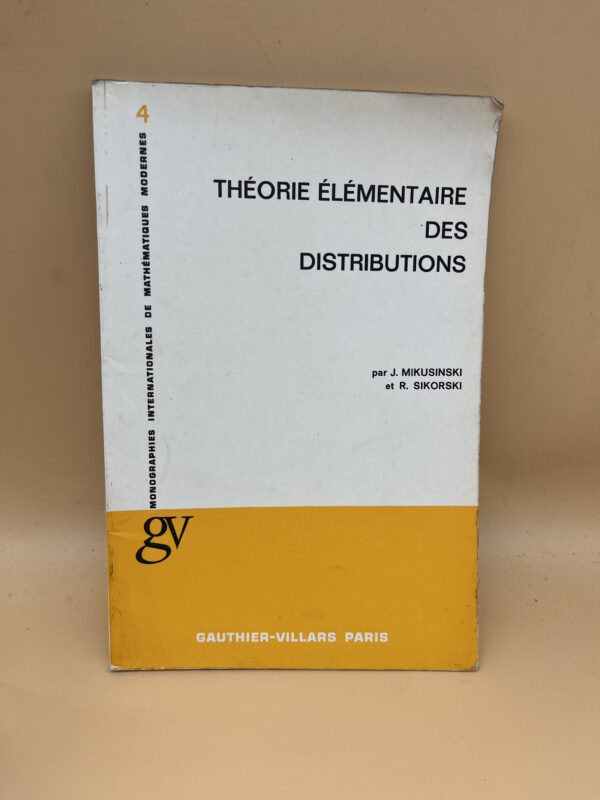 4
MONOGRAPHIES INTERNATIONALES DE MATHÉMATIQUES MODERNES
THÉORIE ÉLÉMENTAIRE
DES
DISTRIBUTIONS
par J. MIKUSINSKI
et R. SIKORSKI
gv
GAUTHIER-VILLARS PARIS